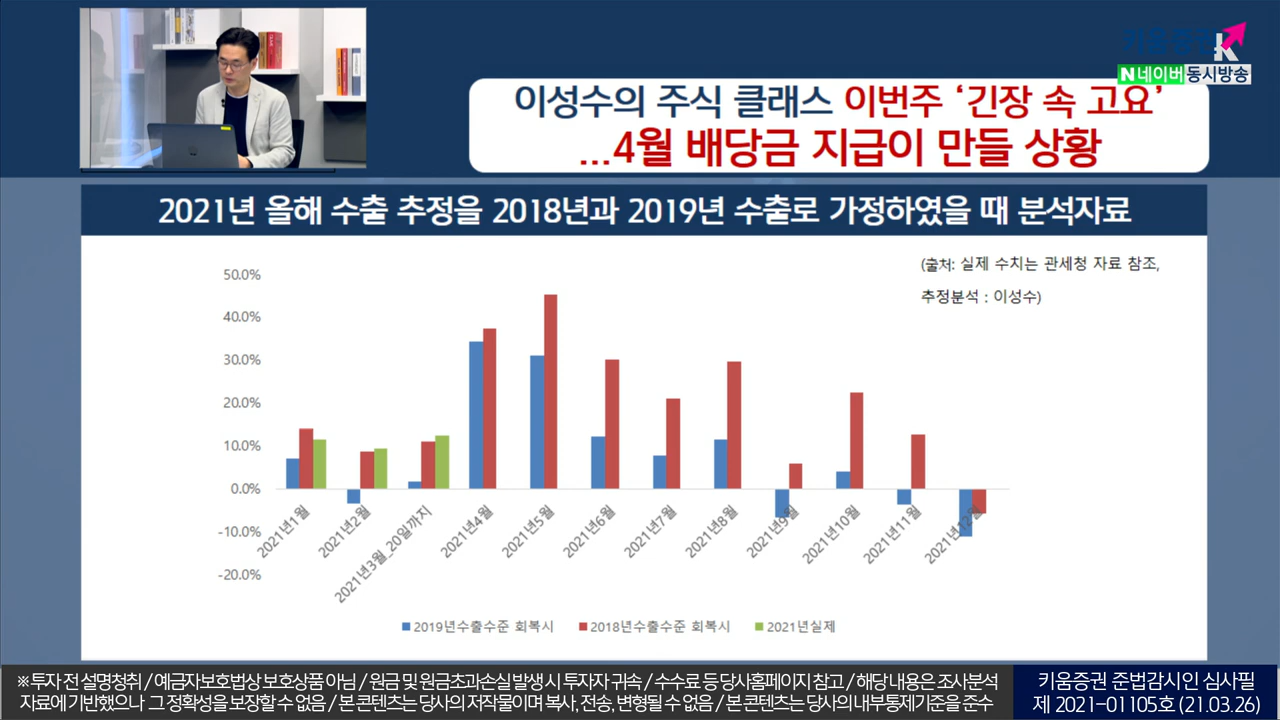 키움증권
N 네이버 동시방송
이성수의 주식 클래스 이번주 ‘긴장 속 고요’
...4월 배당금 지급이 만들 상황
2021년 올해 수출 추정을 2018년과 2019년 수출로 가정하였을 때 분석자료
(출처: 실제 수치는 관세청 자료 참조,
추정분석 : 이성수)
50.0%
40.0%
30.0%
20.0%
10.0%
0.0%
-10.0%
-20.0%
2021년1월
2021년2월
2021년3월_20일까지
2021년4월
2021년5월
2021년6월
2021년7월
2021년8월
2021년9월
2021년10월
2021년11월
2021년12월
2019년수출수준 회복시
2018년수출수준 회복시
2021년실제
※ 투자 전 설명청취 / 예금자보호법상 보호상품 아님 / 원금 및 원금초과손실 발생 시 투자자 귀속 / 수수료 등 당사홈페이지 참고 / 해당 내용은 조사분석
자료에 기반했으나 그 정확성을 보장할 수 없음 / 본 콘텐츠는 당사의 저작물이며 복사, 전송, 변형될 수 없음 / 본 콘텐츠는 당사의 내부통제기준을 준수
키움증권 준법감시인 심사필
제 2021-01105호 (21.03.26)